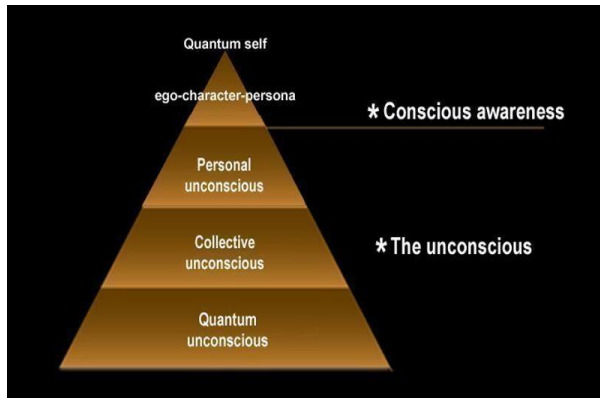 Quantum self
ego-character-persona
* Conscious awareness
Personal
unconscious
Collective
unconscious
* The unconscious
Quantum
unconscious